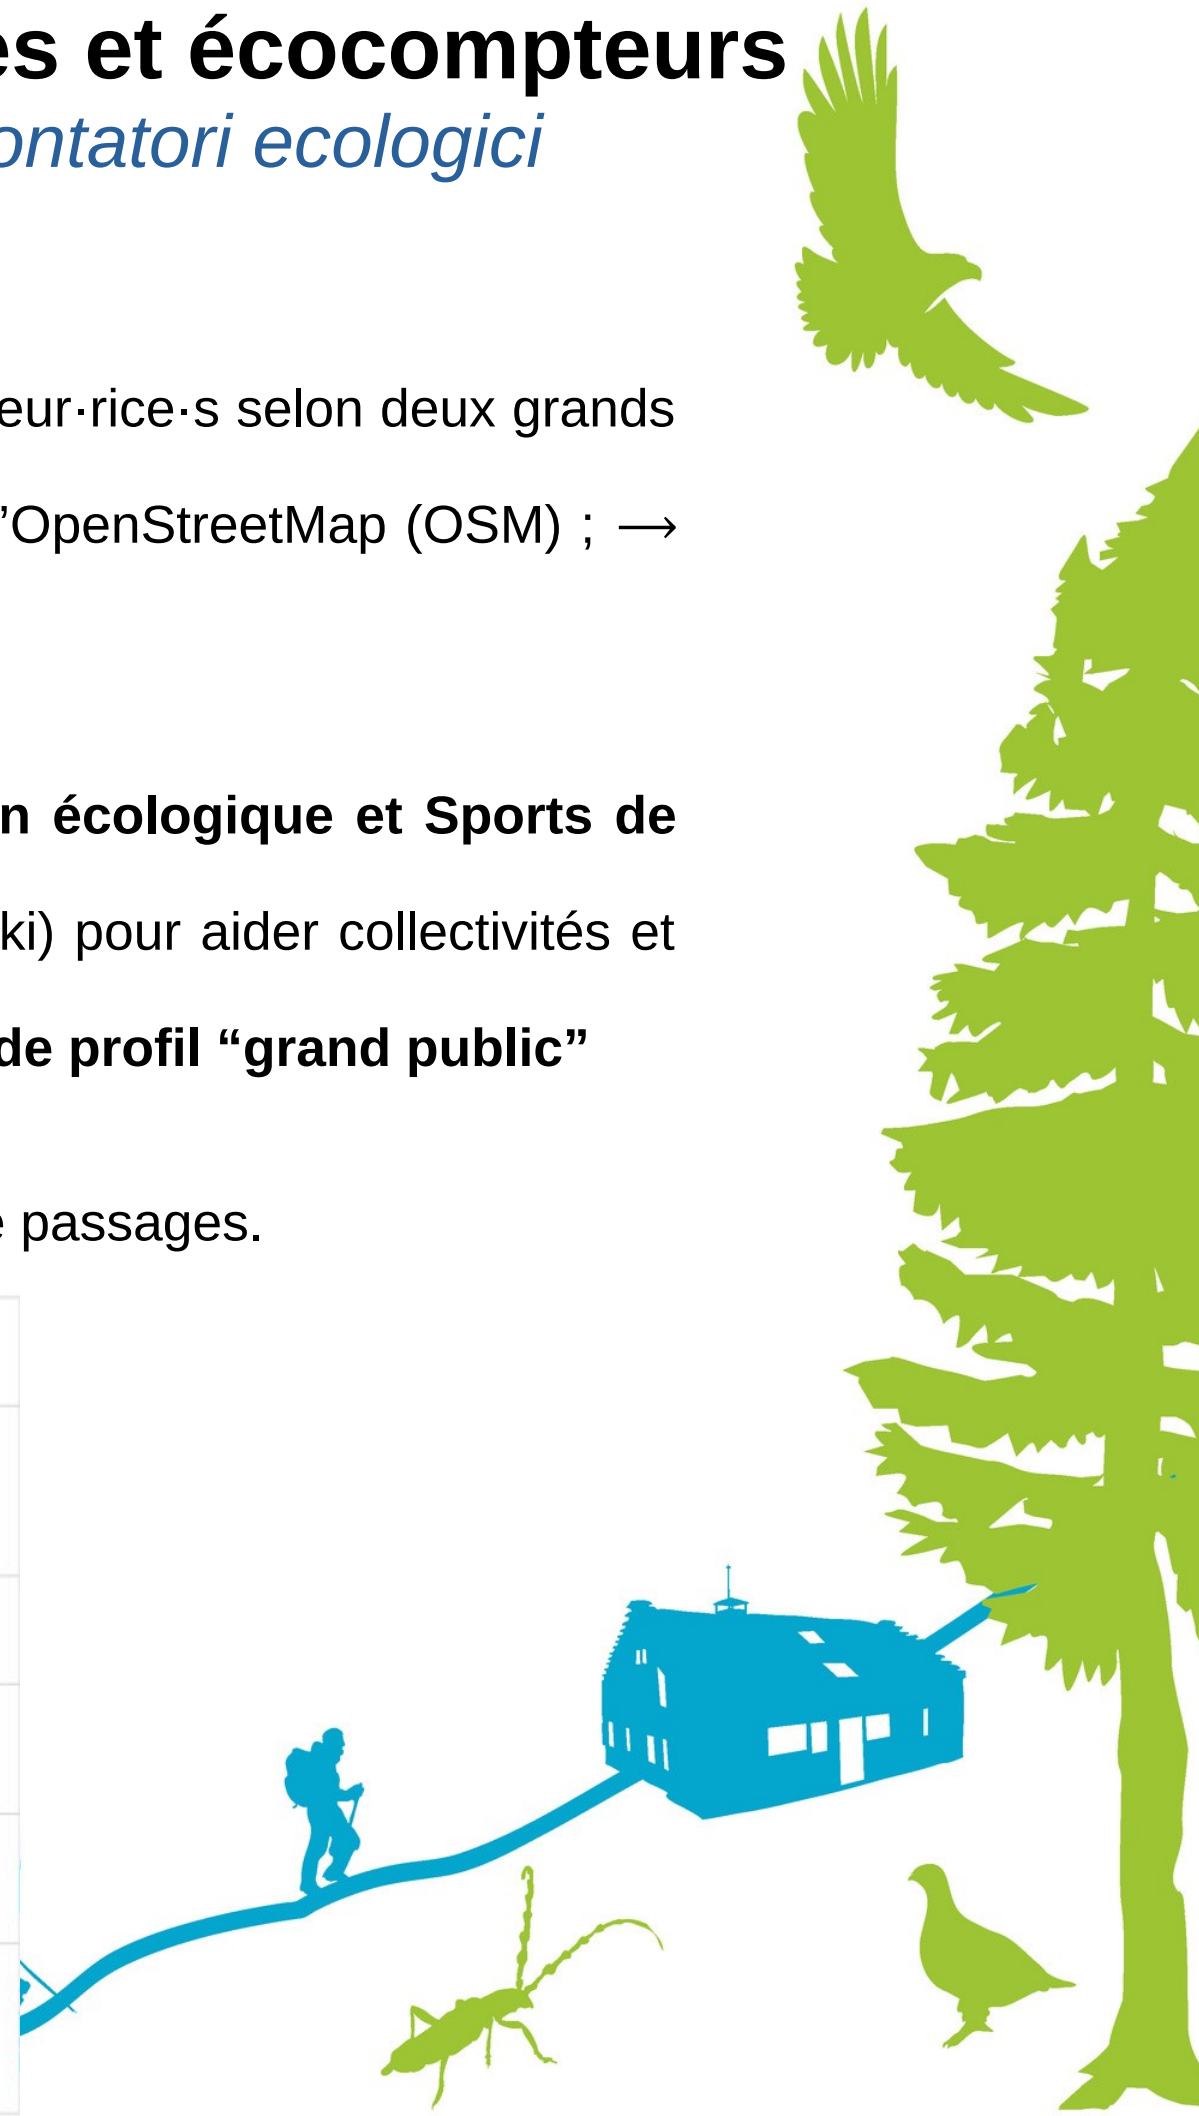 es et écocompteurs
ontatori ecologici
eur·rice·s selon deux grands
'OpenStreetMap (OSM) ; →
n écologique et Sports de
ki) pour aider collectivités et
de profil “grand public”
e passages.